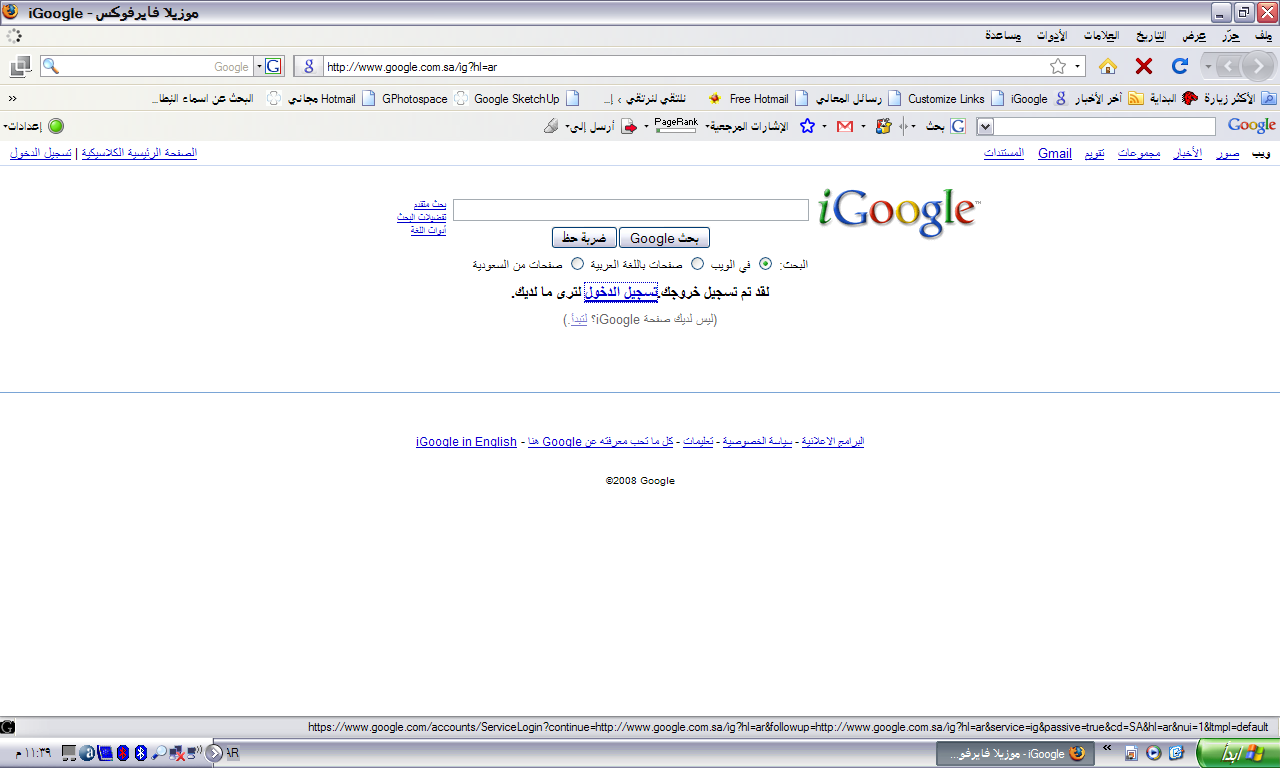 iGoogle - موزيلا فايرفوكس
ملف حرّر عرض التاريخ العلامات الأدوات مساعدة
http://www.google.com.sa/ig?hl=ar
Google
الأكثر زيارة البداية آخر الأخبار iGoogle Customize Links رسائل المعالي Free Hotmail نلتقي لنرتقي › إ... Google SketchUp GPhotospace Hotmail مجاني البحث عن اسماء النطا... »
Google بحث الإشارات المرجعية PageRank أرسل إلى إعدادات
ويب صور الأخبار مجموعات تقويم Gmail المستندات
الصفحة الرئيسية الكلاسيكية | تسجيل الدخول
iGoogle™
بحث متقدم
تفضيلات البحث
أدوات اللغة
بحث Google ضربة حظ
البحث: في الويب صفحات باللغة العربية صفحات من السعودية
لقد تم تسجيل خروجك.تسجيل الدخول لترى ما لديك.
(ليس لديك صفحة iGoogle؟ لتبدأ.)
البرامج الاعلانية - سياسة الخصوصية - تعليمات - كل ما تحب معرفته عن Google هنا - iGoogle in English
©2008 Google
https://www.google.com/accounts/ServiceLogin?continue=http://www.google.com.sa/ig?hl=ar&followup=http://www.google.com.sa/ig?hl=ar&service=ig&passive=true&cd=SA&hl=ar&nui=1&ltmpl=default
ابدأ « iGoogle - موزيلا فايرفو... AR ١١:٣٩ م